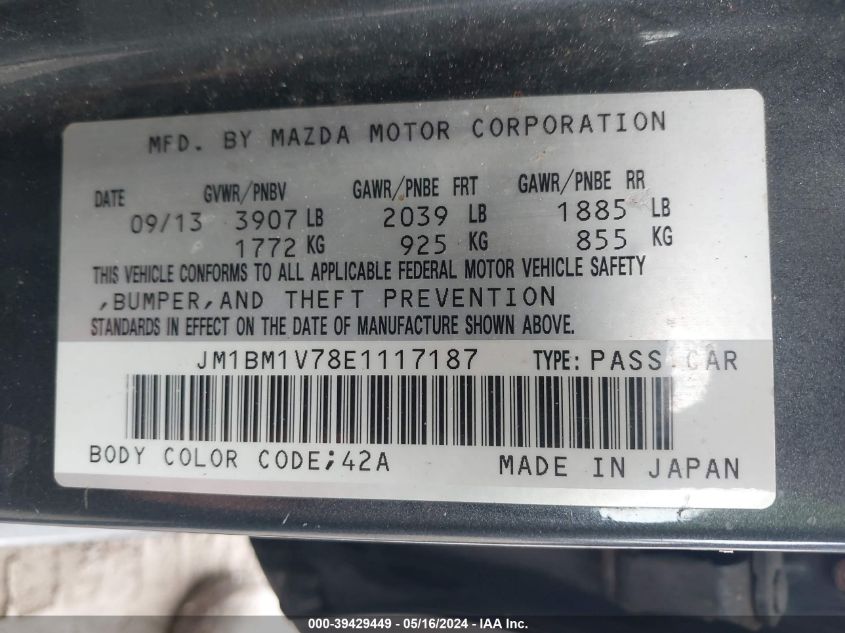 MFD. BY MAZDA MOTOR CORPORATION
DATE GVWR/PNBV GAWR/PNBE FRT GAWR/PNBE RR
09/13 3907 LB 2039 LB 1885 LB
1772 KG 925 KG 855 KG
THIS VEHICLE CONFORMS TO ALL APPLICABLE FEDERAL MOTOR VEHICLE SAFETY
,BUMPER,AND THEFT PREVENTION
STANDARDS IN EFFECT ON THE DATE OF MANUFACTURE SHOWN ABOVE.
JM1BM1V78E1117187 TYPE: PASS CAR
BODY COLOR CODE;42A MADE IN JAPAN
000-39429449 - 05/16/2024 - IAA Inc.